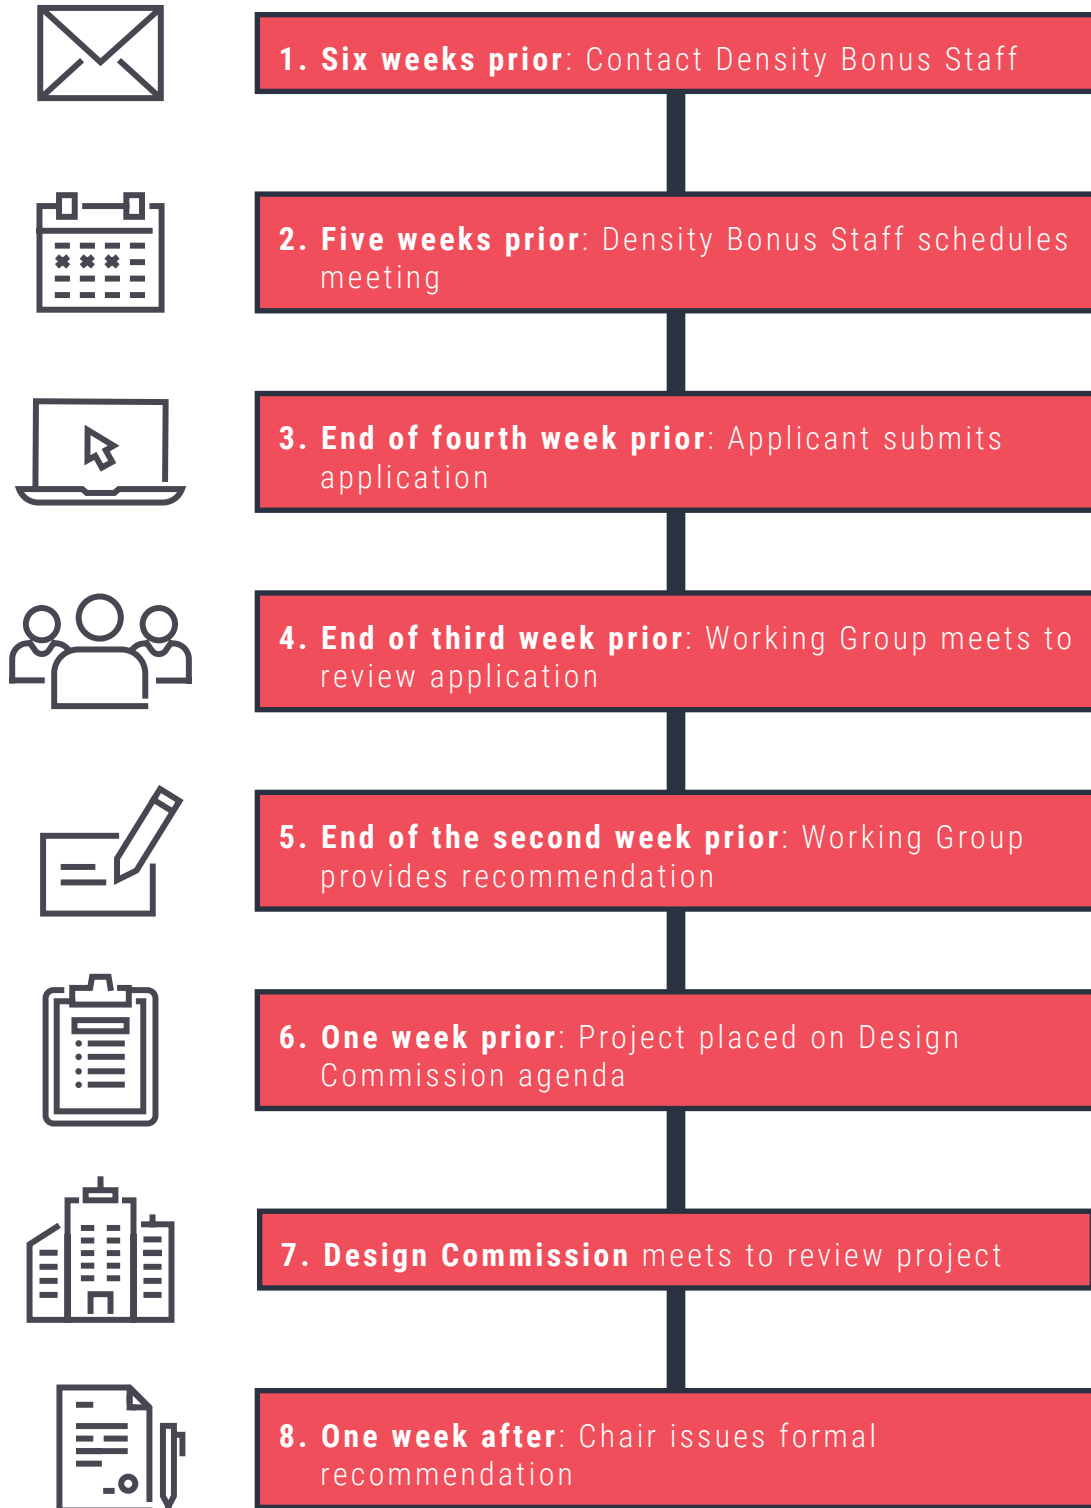 1. Six weeks prior: Contact Density Bonus Staff
2. Five weeks prior: Density Bonus Staff schedules
meeting
3. End of fourth week prior: Applicant submits
application
4. End of third week prior: Working Group meets to
review application
5. End of the second week prior: Working Group
provides recommendation
6. One week prior: Project placed on Design
Commission agenda
7. Design Commission meets to review project
8. One week after: Chair issues formal
recommendation